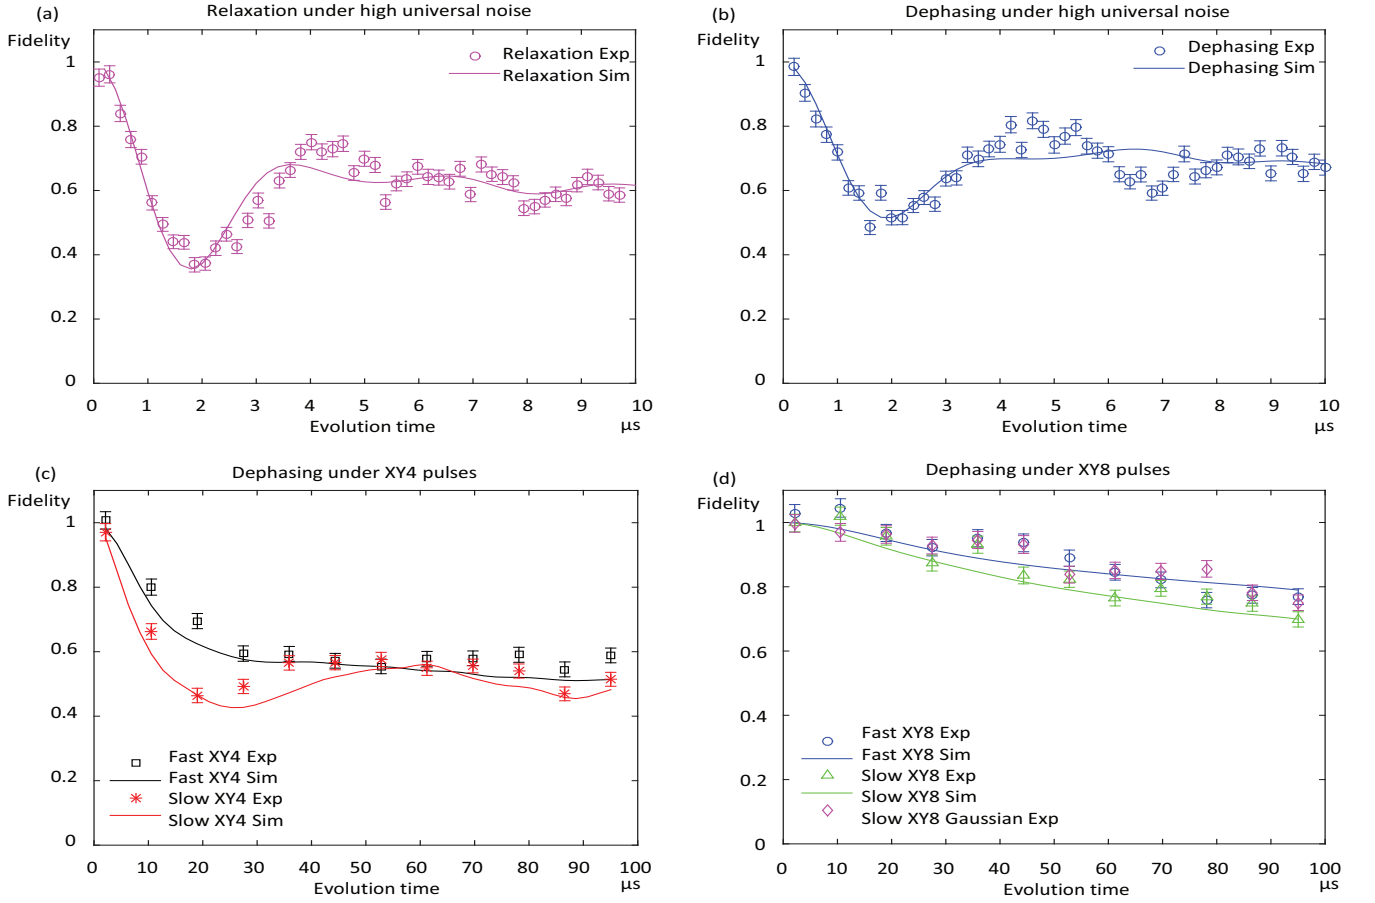 (a)
Relaxation under high universal noise
Fidelity
Relaxation Exp
Relaxation Sim
1
0.8
0.6
0.4
0.2
0
0 1 2 3 4 5 6 7 8 9 10
Evolution time
μs
(b)
Dephasing under high universal noise
Fidelity
Dephasing Exp
Dephasing Sim
1
0.8
0.6
0.4
0.2
0
0 1 2 3 4 5 6 7 8 9 10
Evolution time
μs
(c)
Dephasing under XY4 pulses
Fidelity
1
0.8
0.6
0.4
0.2
0
Fast XY4 Exp
Fast XY4 Sim
Slow XY4 Exp
Slow XY4 Sim
0 10 20 30 40 50 60 70 80 90 100
Evolution time
μs
(d)
Dephasing under XY8 pulses
Fidelity
1
0.8
0.6
0.4
0.2
0
Fast XY8 Exp
Fast XY8 Sim
Slow XY8 Exp
Slow XY8 Sim
Slow XY8 Gaussian Exp
0 10 20 30 40 50 60 70 80 90 100
Evolution time
μs